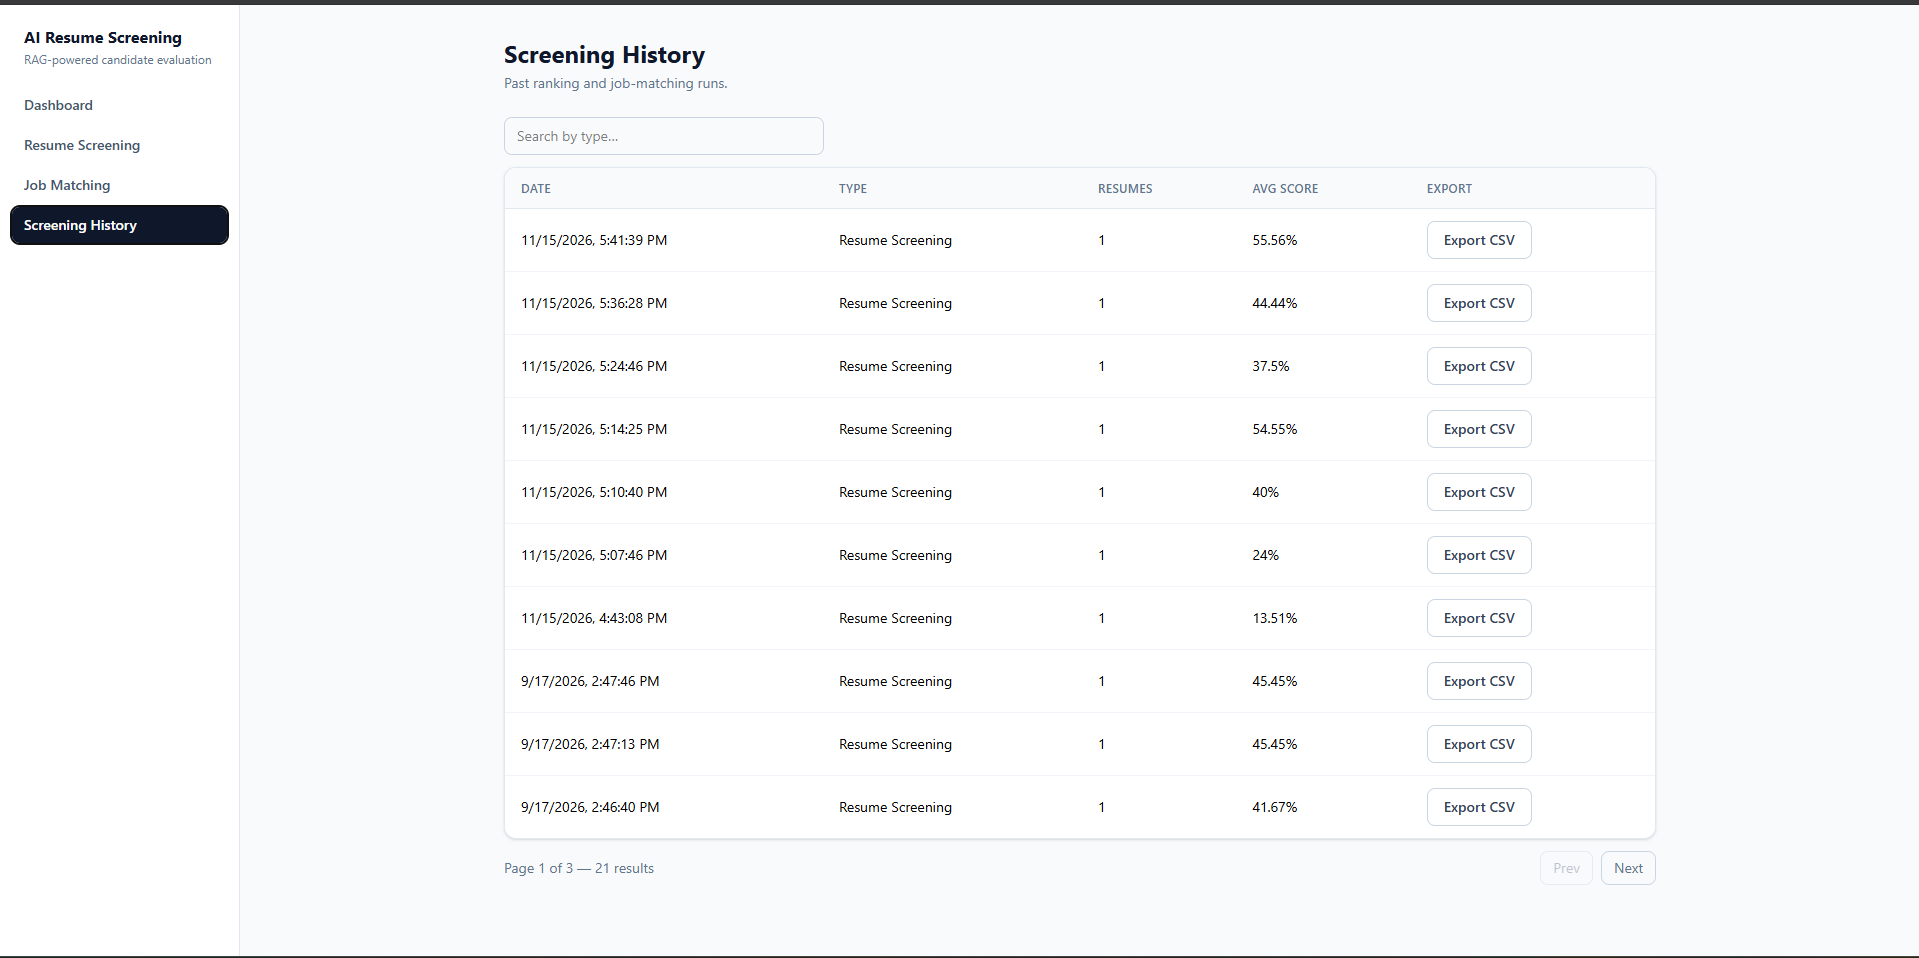 AI Resume Screening
RAG-powered candidate evaluation
Dashboard
Resume Screening
Job Matching
Screening History
Screening History
Past ranking and job-matching runs.
Search by type...
DATE TYPE RESUMES AVG SCORE EXPORT
11/15/2026, 5:41:39 PM Resume Screening 1 55.56% Export CSV
11/15/2026, 5:36:28 PM Resume Screening 1 44.44% Export CSV
11/15/2026, 5:24:46 PM Resume Screening 1 37.5% Export CSV
11/15/2026, 5:14:25 PM Resume Screening 1 54.55% Export CSV
11/15/2026, 5:10:40 PM Resume Screening 1 40% Export CSV
11/15/2026, 5:07:46 PM Resume Screening 1 24% Export CSV
11/15/2026, 4:43:08 PM Resume Screening 1 13.51% Export CSV
9/17/2026, 2:47:46 PM Resume Screening 1 45.45% Export CSV
9/17/2026, 2:47:13 PM Resume Screening 1 45.45% Export CSV
9/17/2026, 2:46:40 PM Resume Screening 1 41.67% Export CSV
Page 1 of 3 — 21 results Prev Next